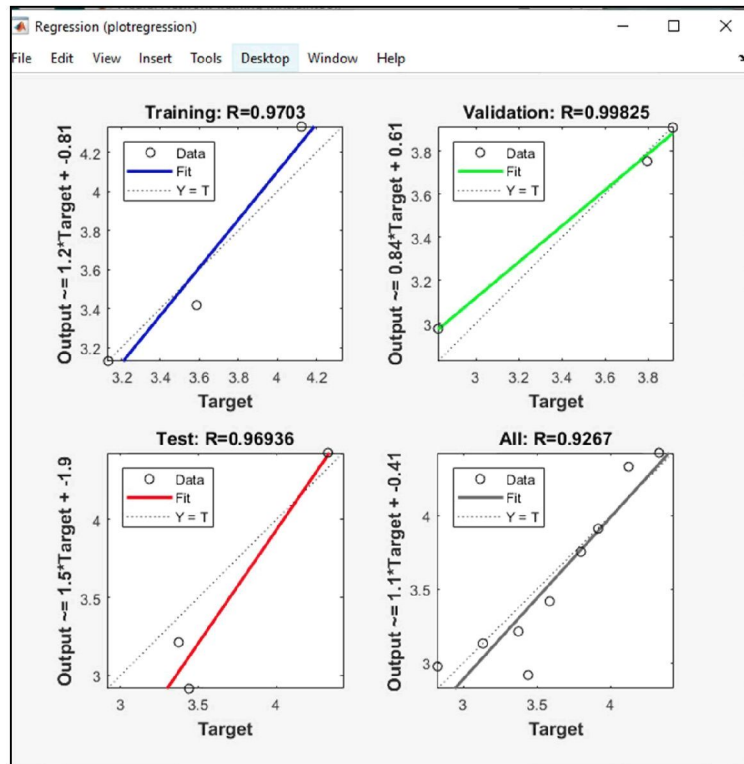 Regression (plotregression)
File Edit View Insert Tools Desktop Window Help
Training: R=0.9703
Output ~= 1.2*Target + -0.81
4.2
4
3.8
3.6
3.4
3.2
Data
Fit
Y = T
3.2 3.4 3.6 3.8 4 4.2
Target
Validation: R=0.99825
Output ~= 0.84*Target + 0.61
3.8
3.6
3.4
3.2
3
Data
Fit
Y = T
3 3.2 3.4 3.6 3.8
Target
Test: R=0.96936
Output ~= 1.5*Target + -1.9
4
3.5
3
Data
Fit
Y = T
3 3.5 4
Target
All: R=0.9267
Output ~= 1.1*Target + -0.41
4
3.5
3
Data
Fit
Y = T
3 3.5 4
Target